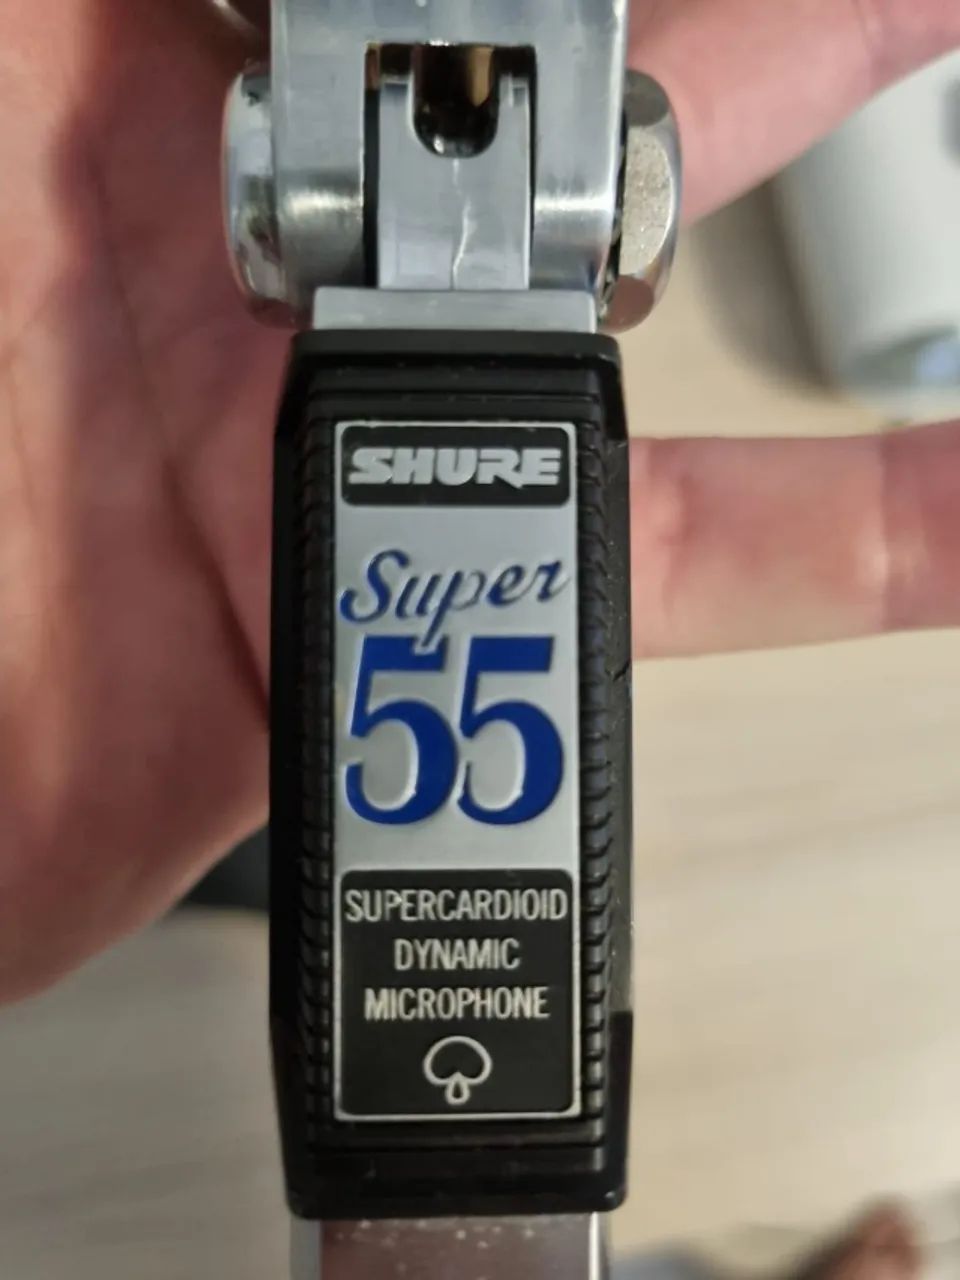 SHURE
Super
55
SUPERCARDIOID
DYNAMIC
MICROPHONE